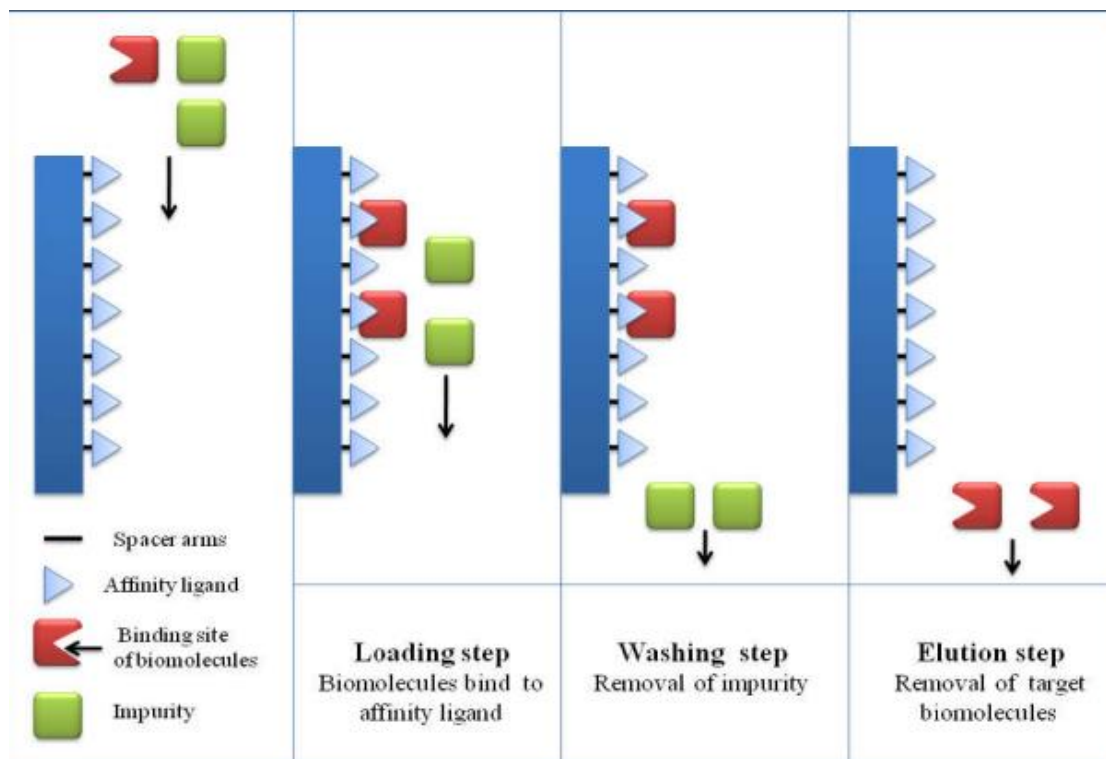 Spacer arms
Affinity ligand
Binding site
of biomolecules
Impurity
Loading step
Biomolecules bind to
affinity ligand
Washing step
Removal of impurity
Elution step
Removal of target
biomolecules